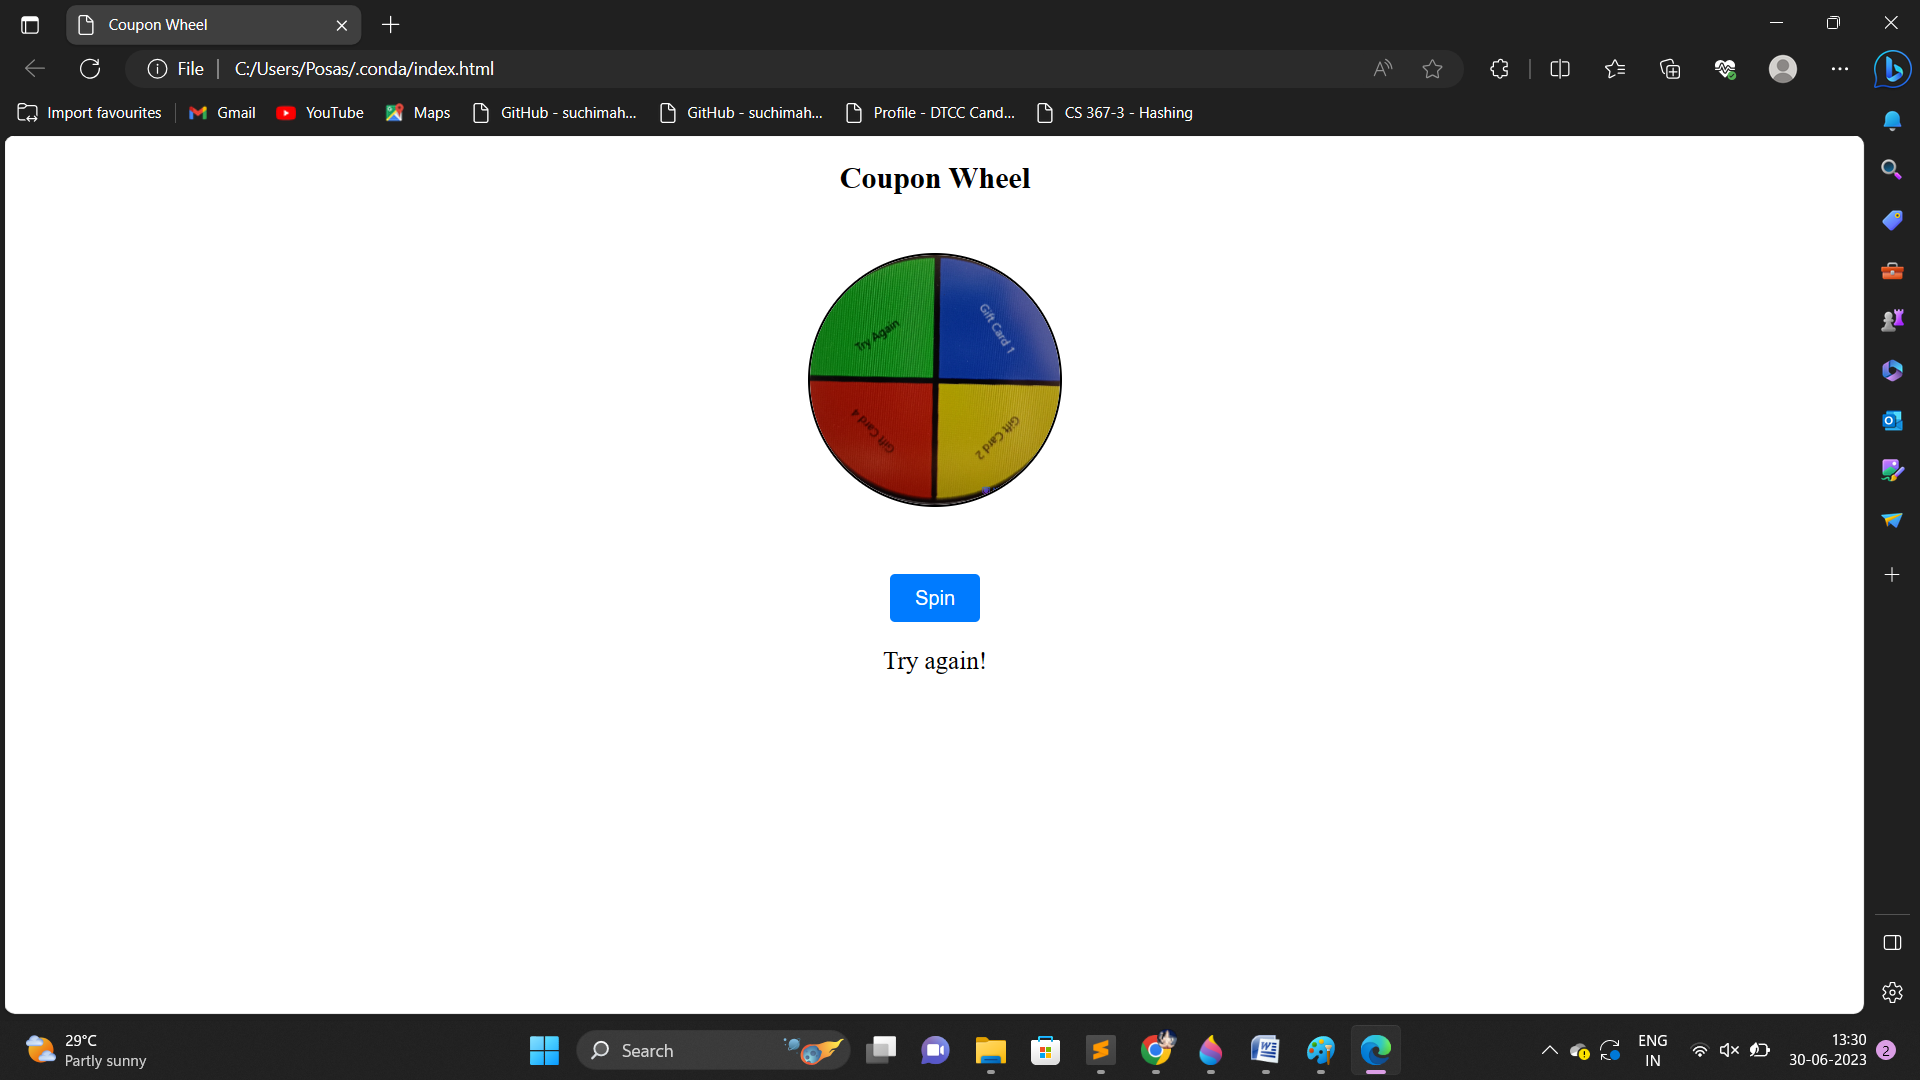 Coupon Wheel
File
C:/Users/Posas/.conda/index.html
Import favourites
Gmail
YouTube
Maps
GitHub - suchimah...
GitHub - suchimah...
Profile - DTCC Cand...
CS 367-3 - Hashing
Coupon Wheel
Try Again
Gift Card 1
Gift Card 4
Gift Card 2
Spin
Try again!
29°C
Partly sunny
Search
ENG
IN
13:30
30-06-2023
2